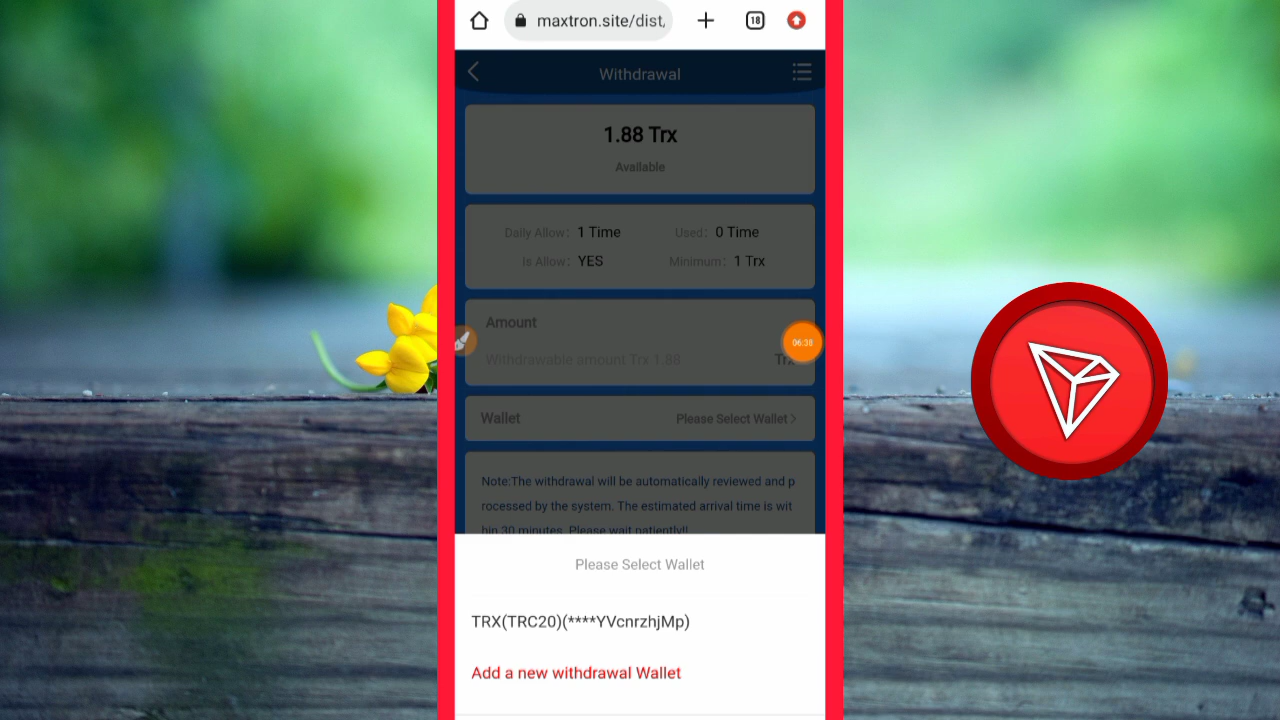 maxtron.site/dist,
18
Withdrawal
1.88 Trx
Available
Daily Allow: 1 Time Used: 0 Time
Is Allow: YES Minimum: 1 Trx
Amount
06:38
Withdrawable amount Trx 1.88 Trx
Wallet Please Select Wallet >
Note:The withdrawal will be automatically reviewed and p
rocessed by the system. The estimated arrival time is wit
hin 30 minutes. Please wait patiently!!
Please Select Wallet
TRX(TRC20)(****YVcnrzhjMp)
Add a new withdrawal Wallet